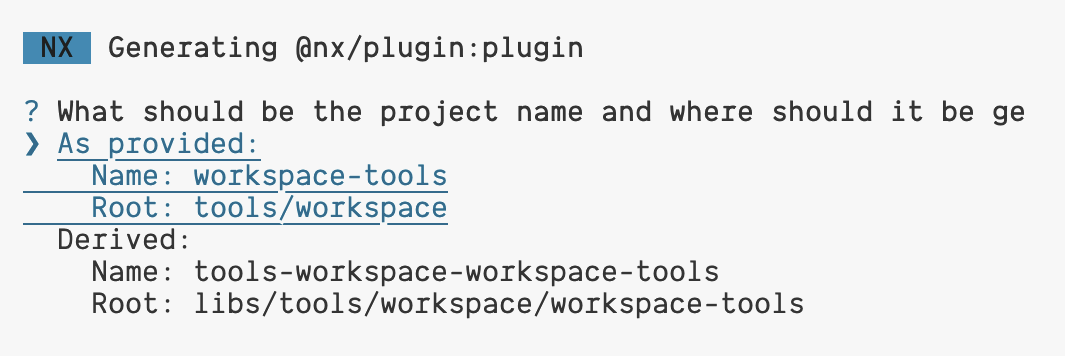 NX Generating @nx/plugin:plugin
? What should be the project name and where should it be ge
❯ As provided:
Name: workspace-tools
Root: tools/workspace
Derived:
Name: tools-workspace-workspace-tools
Root: libs/tools/workspace/workspace-tools